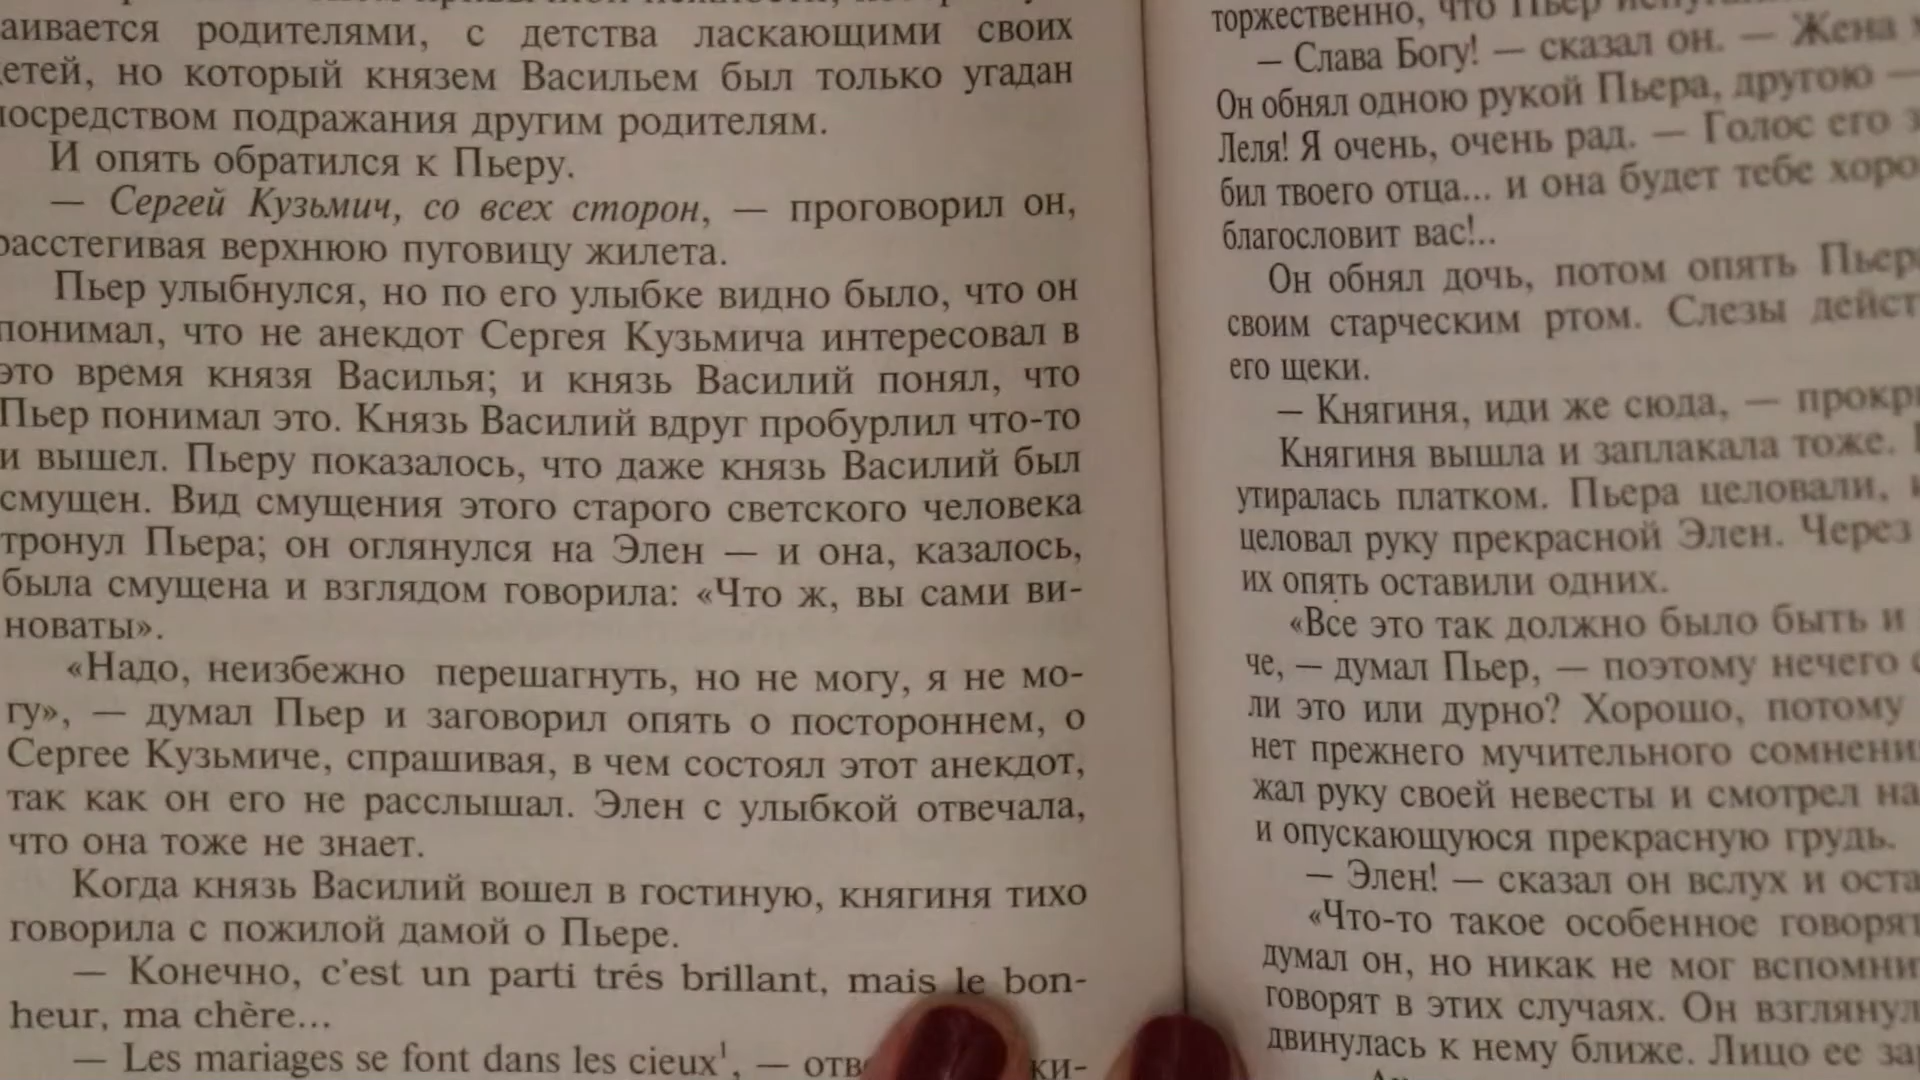 родителями, с детства ласкающими своих
но который князем Васильем был только угадан
подражания другим родителям.
И опять обратился к Пьеру.
— Сергей Кузьмич, со всех сторон, — проговорил он,
расстегивая верхнюю пуговицу жилета.
Пьер улыбнулся, но по его улыбке видно было, что он
понимал, что не анекдот Сергея Кузьмича интересовал в
это время князя Василья; и князь Василий понял, что
Пьер понимал это. Князь Василий вдруг пробурлил что-то
и вышел. Пьеру показалось, что даже князь Василий был
смущен. Вид смущения этого старого светского человека
тронул Пьера; он оглянулся на Элен — и она, казалось,
была смущена и взглядом говорила: «Что ж, вы сами ви-
новаты».
«Надо, неизбежно перешагнуть, но не могу, я не мо-
гу», — думал Пьер и заговорил опять о постороннем, о
Сергее Кузьмиче, спрашивая, в чем состоял этот анекдот,
так как он его не расслышал. Элен с улыбкой отвечала,
что она тоже не знает.
Когда князь Василий вошел в гостиную, княгиня тихо
говорила с пожилой дамой о Пьере.
— Конечно, c'est un parti trés brillant, mais le bon-
heur, ma chère...
— Les mariages se font dans les cieux¹, —
торжественно, что Пьер
— Слава Богу! — сказал он. — Жена
Он обнял одною рукой Пьера, другою —
Леля! Я очень, очень рад. — Голос его
бил твоего отца... и она будет тебе
благословит вас!..
Он обнял дочь, потом опять
своим старческим ртом. Слезы
его щеки.
— Княгиня, иди же сюда, —
Княгиня вышла и заплакала тоже.
утиралась платком. Пьера целовали,
целовал руку прекрасной Элен. Через
их опять оставили одних.
«Все это так должно было быть и
че, — думал Пьер, — поэтому нечего
ли это или дурно? Хорошо, потому
нет прежнего мучительного
жал руку своей невесты и смотрел на
и опускающуюся прекрасную грудь.
— Элен! — сказал он вслух и
«Что-то такое особенное
думал он, но никак не мог
говорят в этих случаях. Он
двинулась к нему ближе. Лицо ее